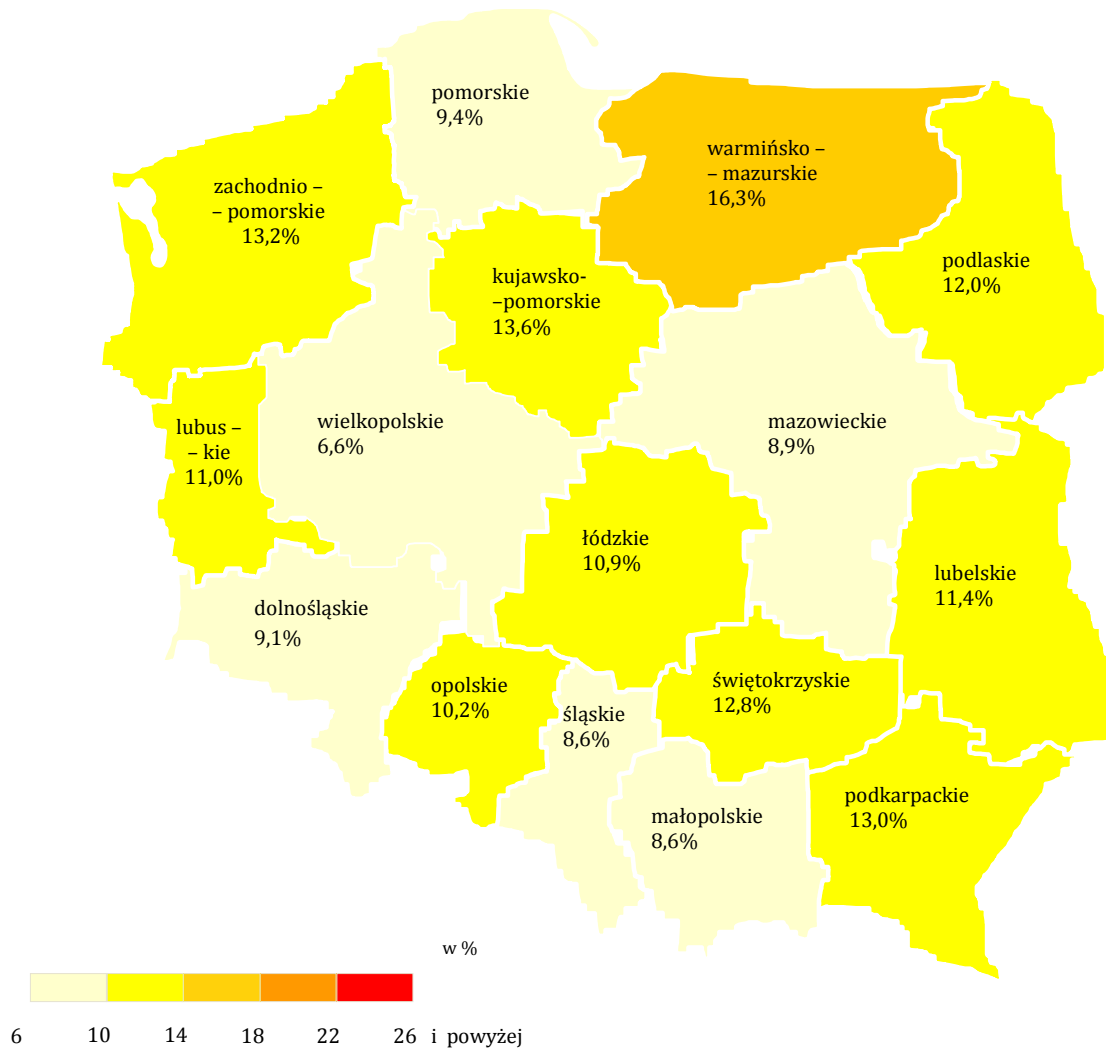 pomorskie
9,4%
warmińsko –
– mazurskie
16,3%
zachodnio –
– pomorskie
13,2%
kujawsko-
–pomorskie
13,6%
podlaskie
12,0%
lubus –
– kie
11,0%
wielkopolskie
6,6%
mazowieckie
8,9%
łódzkie
10,9%
lubelskie
11,4%
dolnośląskie
9,1%
opolskie
10,2%
śląskie
8,6%
świętokrzyskie
12,8%
małopolskie
8,6%
podkarpackie
13,0%
w %
6 10 14 18 22 26 i powyżej